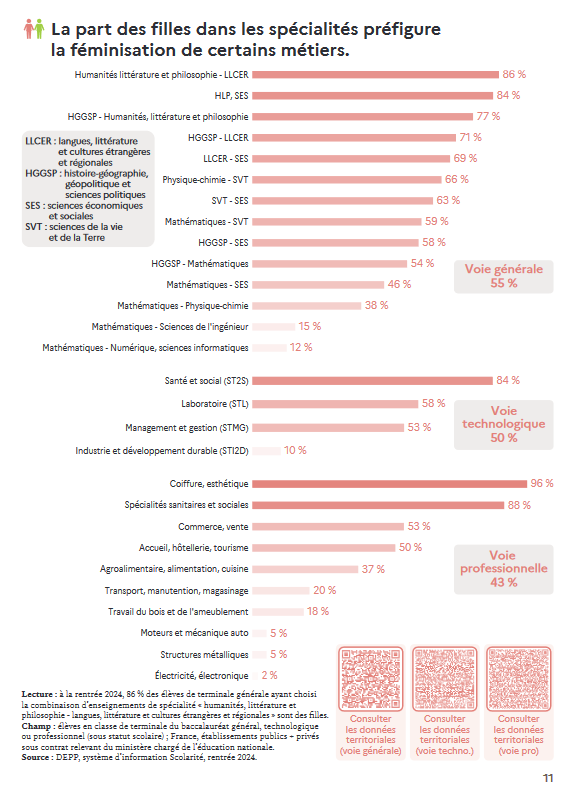 La part des filles dans les spécialités préfigure
la féminisation de certains métiers.
Humanités littérature et philosophie - LLCER 86 %
HLP, SES 84 %
HGGSP - Humanités, littérature et philosophie 77 %
HGGSP - LLCER 71 %
LLCER - SES 69 %
Physique-chimie - SVT 66 %
SVT - SES 63 %
Mathématiques - SVT 59 %
HGGSP - SES 58 %
HGGSP - Mathématiques 54 %
Mathématiques - SES 46 %
Mathématiques - Physique-chimie 38 %
Mathématiques - Sciences de l'ingénieur 15 %
Mathématiques - Numérique, sciences informatiques 12 %
LLCER : langues, littérature
et cultures étrangères
et régionales
HGGSP : histoire-géographie,
géopolitique et
sciences politiques
SES : sciences économiques
et sociales
SVT : sciences de la vie
et de la Terre
Voie générale
55 %
Santé et social (ST2S) 84 %
Laboratoire (STL) 58 %
Management et gestion (STMG) 53 %
Industrie et développement durable (STI2D) 10 %
Voie
technologique
50 %
Coiffure, esthétique 96 %
Spécialités sanitaires et sociales 88 %
Commerce, vente 53 %
Accueil, hôtellerie, tourisme 50 %
Agroalimentaire, alimentation, cuisine 37 %
Transport, manutention, magasinage 20 %
Travail du bois et de l'ameublement 18 %
Moteurs et mécanique auto 5 %
Structures métalliques 5 %
Électricité, électronique 2 %
Voie
professionnelle
43 %
Lecture : à la rentrée 2024, 86 % des élèves de terminale générale ayant choisi
la combinaison d'enseignements de spécialité « humanités, littérature et
philosophie - langues, littérature et cultures étrangères et régionales » sont des filles.
Champ : élèves en classe de terminale du baccalauréat général, technologique
ou professionnel (sous statut scolaire) ; France, établissements publics + privés
sous contrat relevant du ministère chargé de l'éducation nationale.
Source : DEPP, système d'information Scolarité, rentrée 2024.
Consulter
les données
territoriales
(voie générale)
Consulter
les données
territoriales
(voie techno.)
Consulter
les données
territoriales
(voie pro)
11